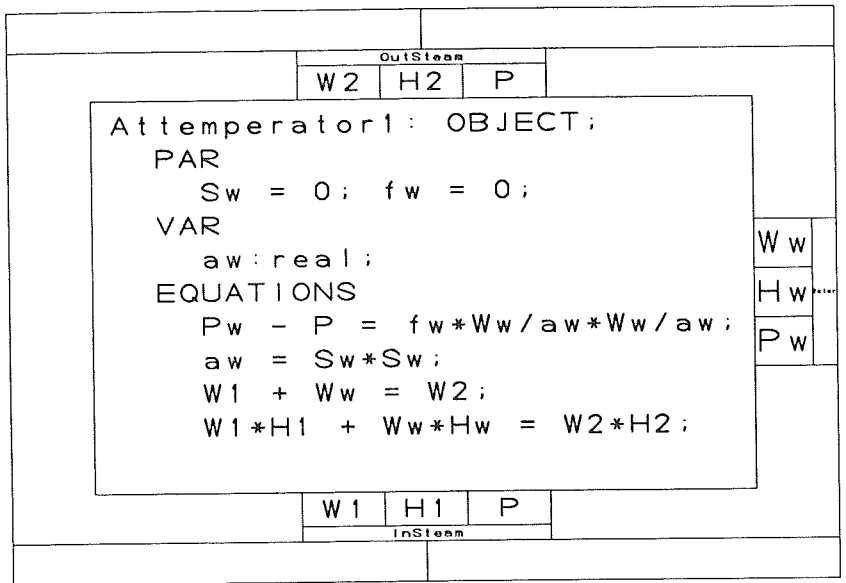 OutSteam
W2 H2 P
Attemperator1: OBJECT;
PAR
Sw = 0; fw = 0;
VAR
aw:real;
EQUATIONS
Pw - P = fw*Ww/aw*Ww/aw;
aw = Sw*Sw;
W1 + Ww = W2;
W1*H1 + Ww*Hw = W2*H2;
Ww
Hw
Pw
W1 H1 P
InSteam